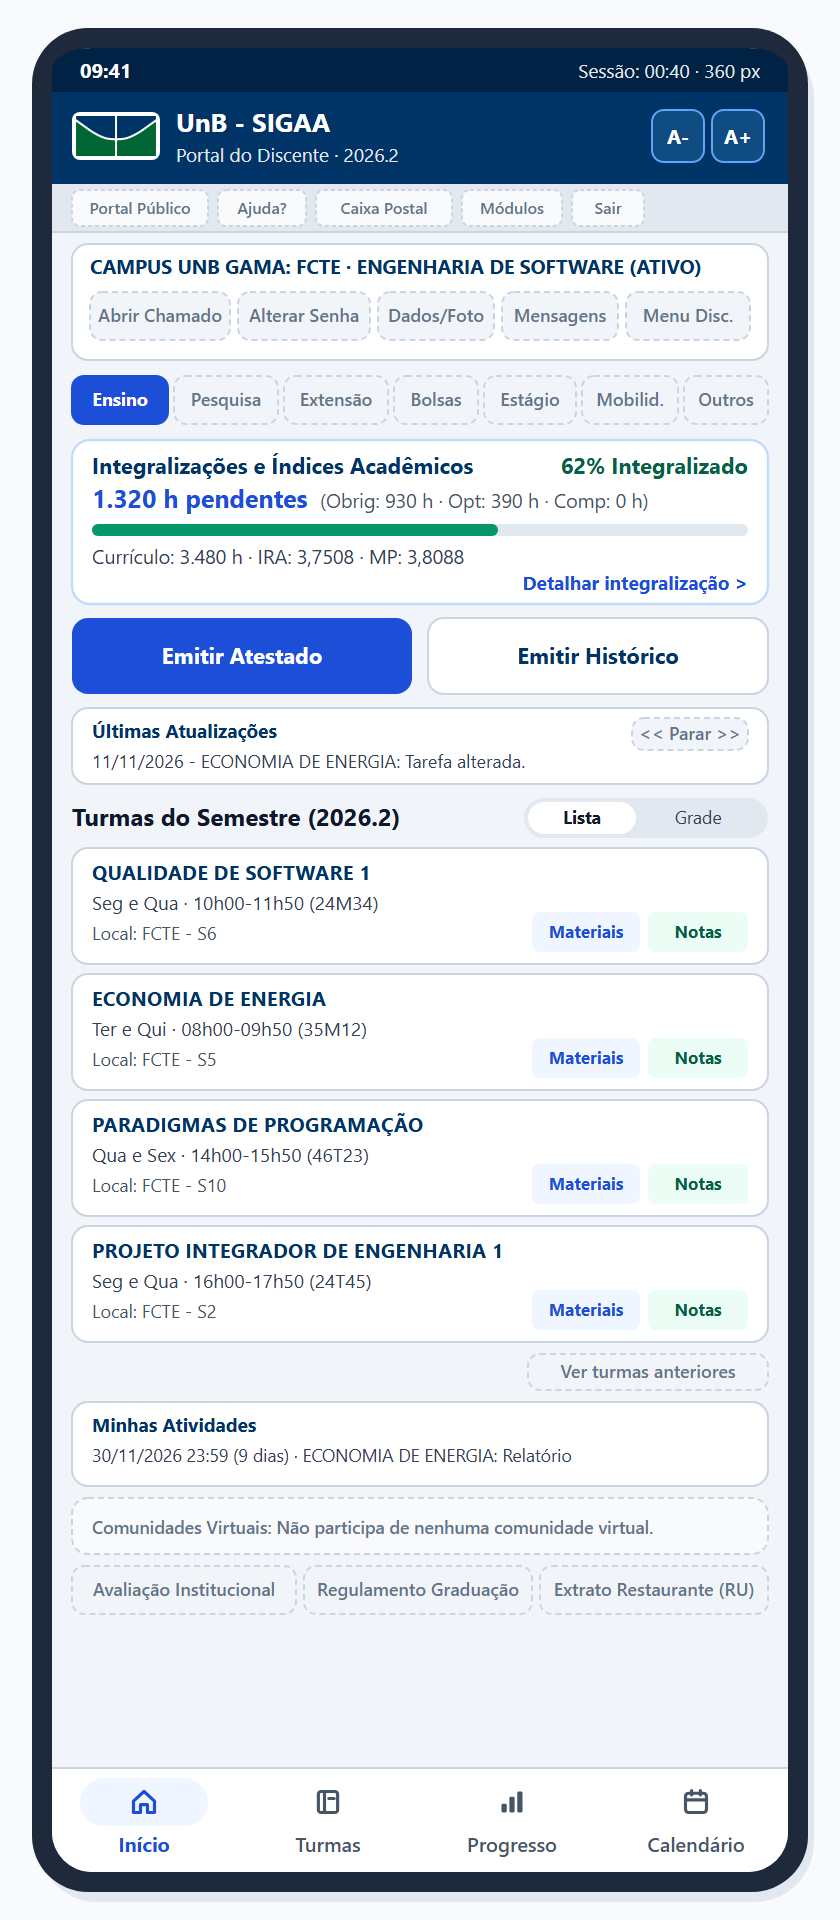 09:41
Sessão: 00:40 · 360 px
UnB - SIGAA
Portal do Discente · 2026.2
A-
A+
Portal Público
Ajuda?
Caixa Postal
Módulos
Sair
CAMPUS UNB GAMA: FCTE · ENGENHARIA DE SOFTWARE (ATIVO)
Abrir Chamado
Alterar Senha
Dados/Foto
Mensagens
Menu Disc.
Ensino
Pesquisa
Extensão
Bolsas
Estágio
Mobilid.
Outros
Integralizações e Índices Acadêmicos
62% Integralizado
1.320 h pendentes (Obrig: 930 h · Opt: 390 h · Comp: 0 h)
Currículo: 3.480 h · IRA: 3,7508 · MP: 3,8088
Detalhar integralização >
Emitir Atestado
Emitir Histórico
Últimas Atualizações
<< Parar >>
11/11/2026 - ECONOMIA DE ENERGIA: Tarefa alterada.
Turmas do Semestre (2026.2)
Lista
Grade
QUALIDADE DE SOFTWARE 1
Seg e Qua · 10h00-11h50 (24M34)
Local: FCTE - S6
Materiais
Notas
ECONOMIA DE ENERGIA
Ter e Qui · 08h00-09h50 (35M12)
Local: FCTE - S5
Materiais
Notas
PARADIGMAS DE PROGRAMAÇÃO
Qua e Sex · 14h00-15h50 (46T23)
Local: FCTE - S10
Materiais
Notas
PROJETO INTEGRADOR DE ENGENHARIA 1
Seg e Qua · 16h00-17h50 (24T45)
Local: FCTE - S2
Materiais
Notas
Ver turmas anteriores
Minhas Atividades
30/11/2026 23:59 (9 dias) · ECONOMIA DE ENERGIA: Relatório
Comunidades Virtuais: Não participa de nenhuma comunidade virtual.
Avaliação Institucional
Regulamento Graduação
Extrato Restaurante (RU)
Início
Turmas
Progresso
Calendário